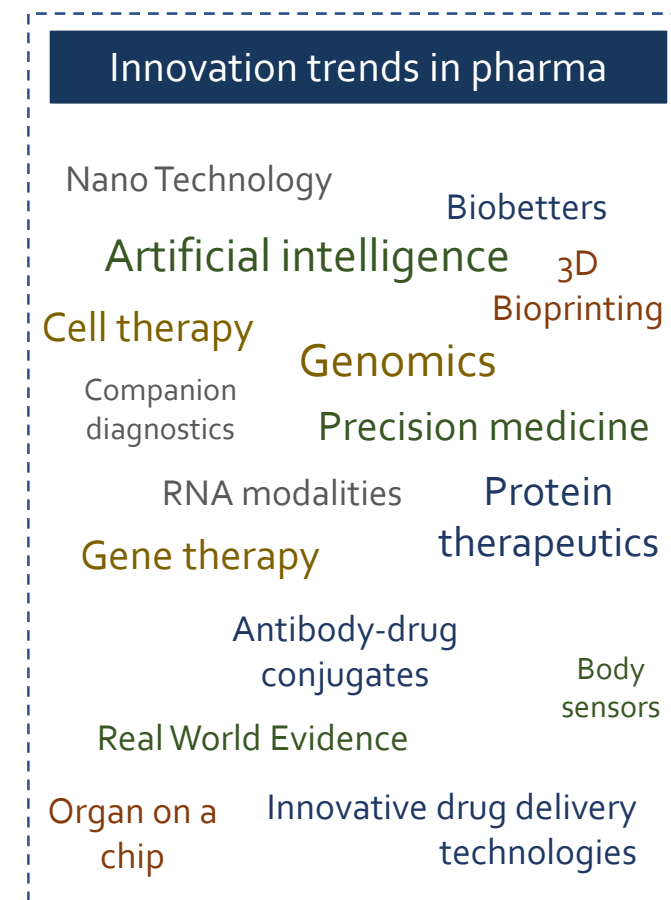 Innovation trends in pharma
Nano Technology
Biobetters
Artificial intelligence
3D
Bioprinting
Cell therapy
Genomics
Companion
diagnostics
Precision medicine
RNA modalities
Protein
therapeutics
Gene therapy
Antibody-drug
conjugates
Body
sensors
Real World Evidence
Organ on a
chip
Innovative drug delivery
technologies